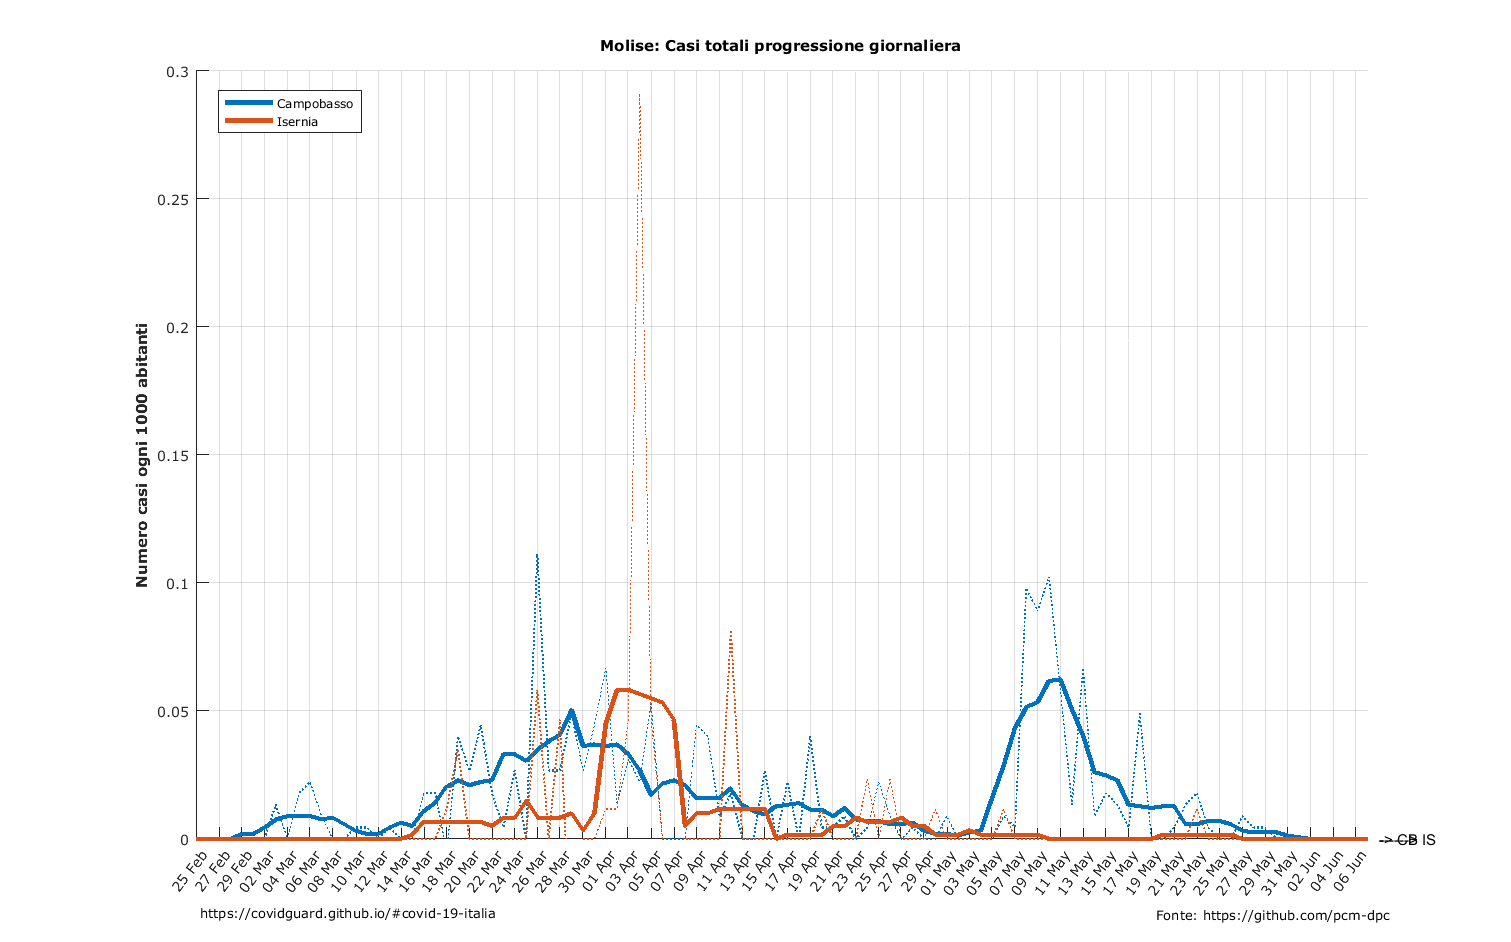 Molise: Casi totali progressione giornaliera
Campobasso
Isernia
Numero casi ogni 1000 abitanti
0.3
0.25
0.2
0.15
0.1
0.05
0
25 Feb
27 Feb
29 Feb
02 Mar
04 Mar
06 Mar
08 Mar
10 Mar
12 Mar
14 Mar
16 Mar
18 Mar
20 Mar
22 Mar
24 Mar
26 Mar
28 Mar
30 Mar
01 Apr
03 Apr
05 Apr
07 Apr
09 Apr
11 Apr
13 Apr
15 Apr
17 Apr
19 Apr
21 Apr
23 Apr
25 Apr
27 Apr
29 Apr
01 May
03 May
05 May
07 May
09 May
11 May
13 May
15 May
17 May
19 May
21 May
23 May
25 May
27 May
29 May
31 May
02 Jun
04 Jun
06 Jun
-> CB IS
https://covidguard.github.io/#covid-19-italia
Fonte: https://github.com/pcm-dpc